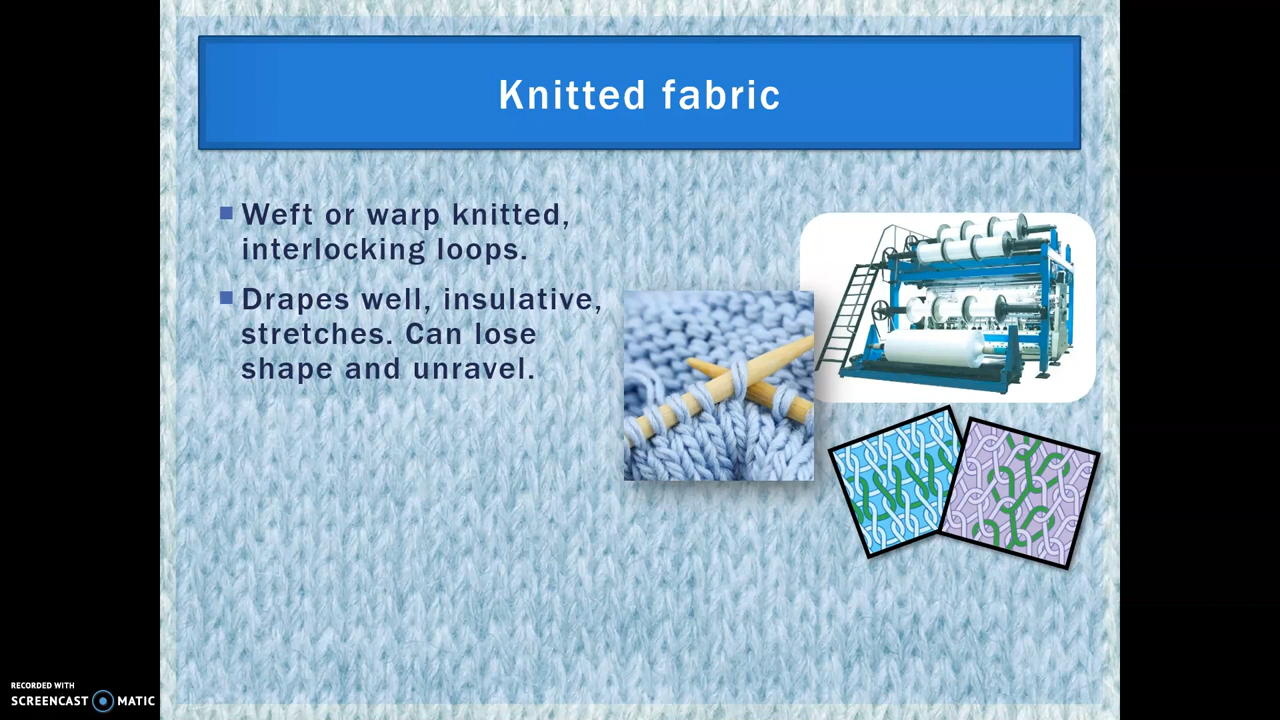 Knitted fabric
Weft or warp knitted,
interlocking loops.
Drapes well, insulative,
stretches. Can lose
shape and unravel.
RECORDED WITH
SCREENCAST MATIC